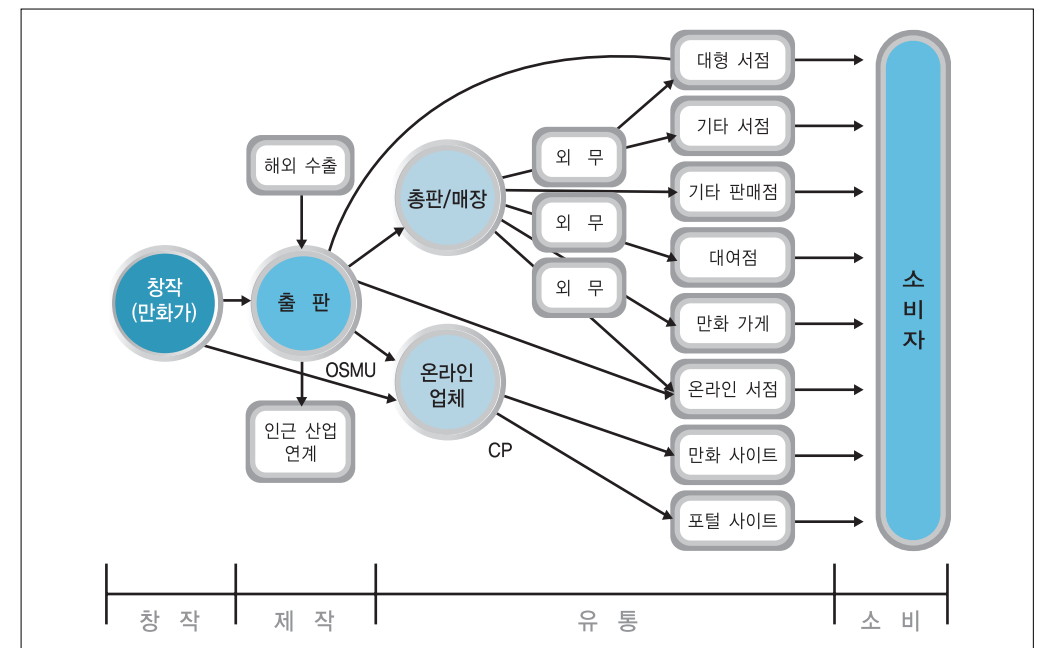 해외 수출
창작
(만화가)
출 판
인근 산업
연계
OSMU
총판/매장
온라인
업체
CP
외 무
외 무
외 무
대형 서점
기타 서점
기타 판매점
대여점
만화 가게
온라인 서점
만화 사이트
포털 사이트
소
비
자
창 작
제 작
유 통
소 비